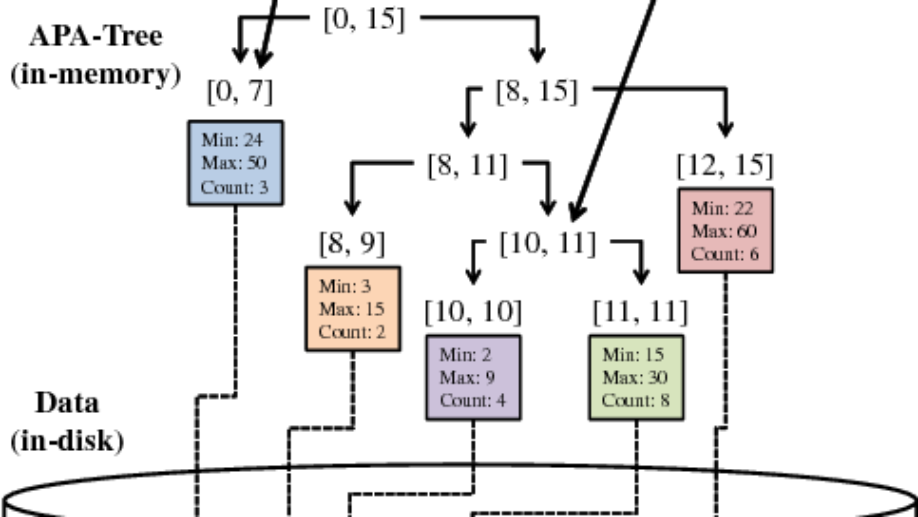 [0, 15]
APA-Tree
(in-memory)
[0, 7]
[8, 15]
Min: 24
Max: 50
Count: 3
[8, 11]
[12, 15]
Min: 22
Max: 60
Count: 6
[8, 9]
[10, 11]
Min: 3
Max: 15
Count: 2
[10, 10]
[11, 11]
Min: 2
Max: 9
Count: 4
Min: 15
Max: 30
Count: 8
Data
(in-disk)